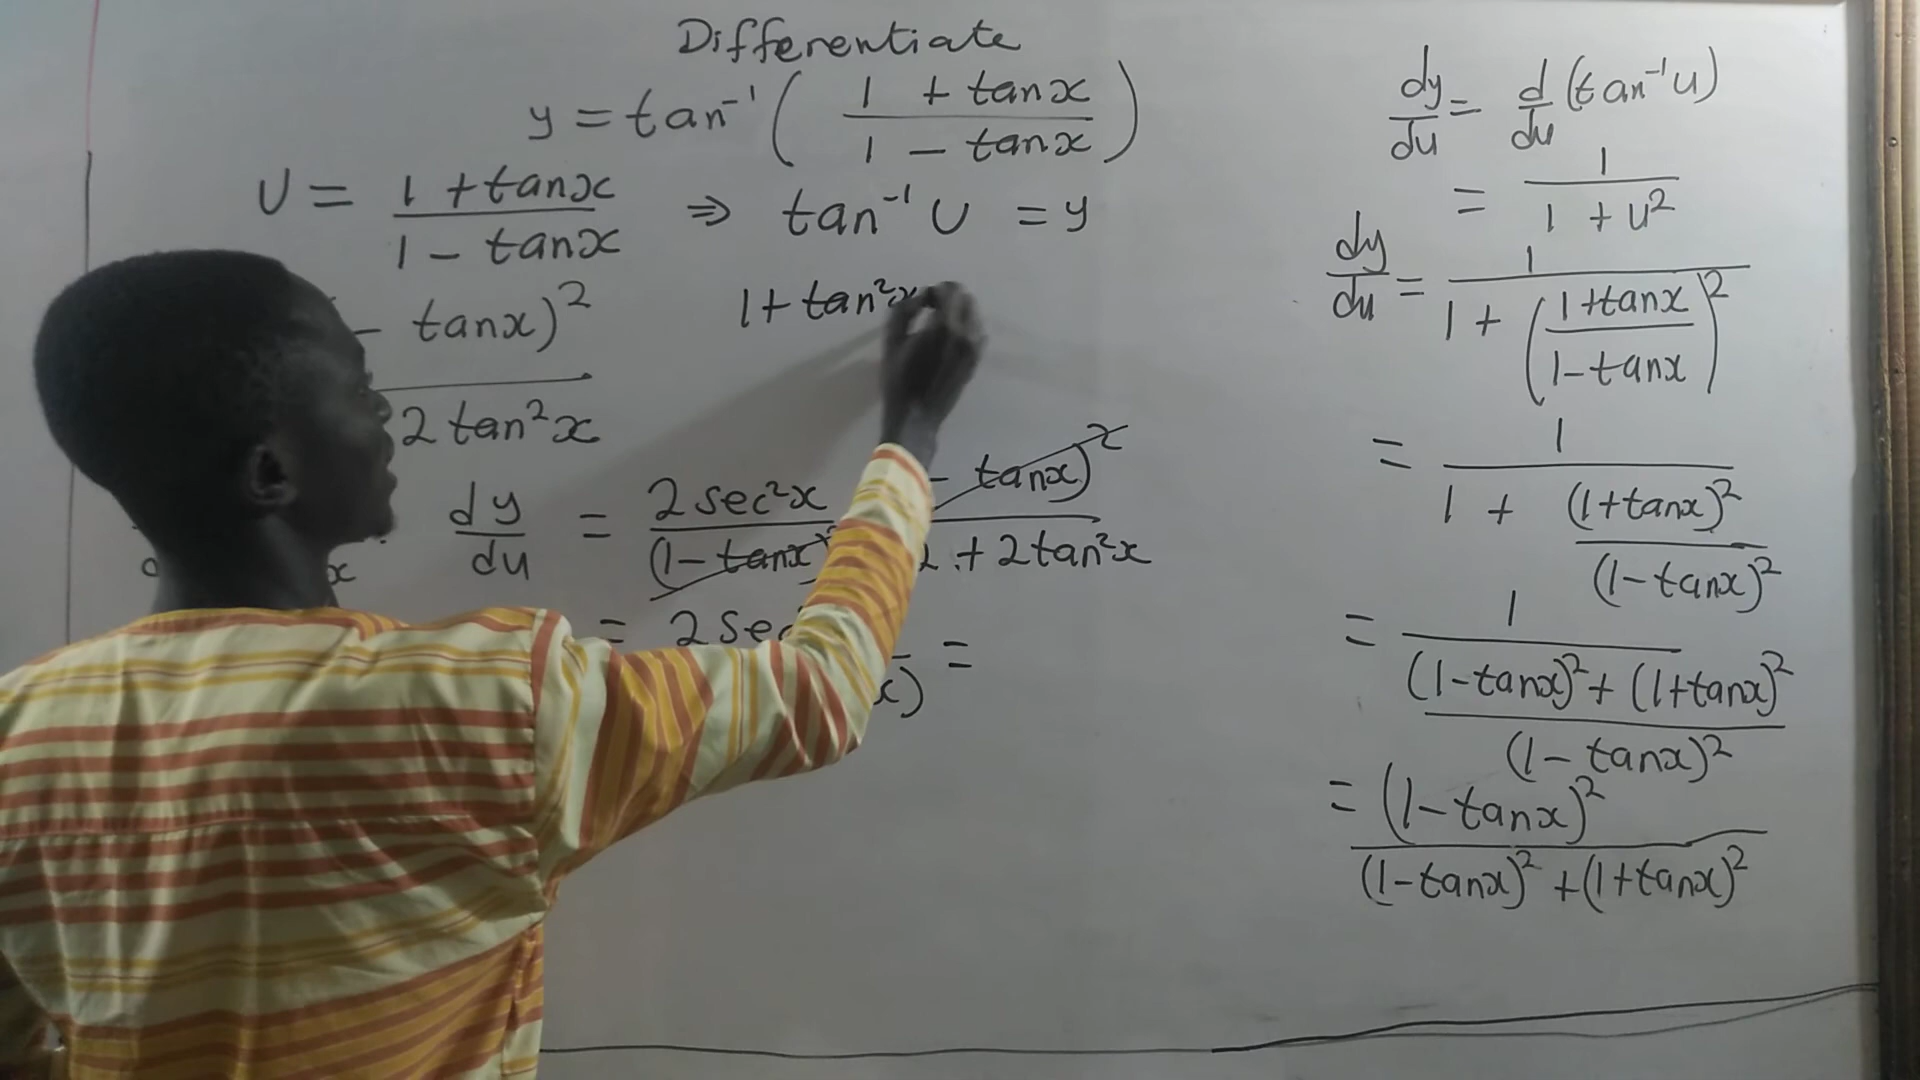 Differentiate
y = tan⁻¹ ( (1 + tanx) / (1 - tanx) )
U = (1 + tanx) / (1 - tanx) ⇒ tan⁻¹ U = y
- tanx)²
2 tan²x
1 + tan²x
dy/du = 2sec²x / (1 - tanx) - tanx)² / + 2tan²x
= 2 sec =
dy/du = d/du (tan⁻¹ u)
= 1 / (1 + u²)
dy/du = 1 / (1 + ( (1+tanx) / (1-tanx) )²)
= 1 / (1 + (1+tanx)² / (1-tanx)²)
= 1 / ( ((1-tanx)² + (1+tanx)²) / (1 - tanx)² )
= (1 - tanx)² / ((1-tanx)² + (1+tanx)²)